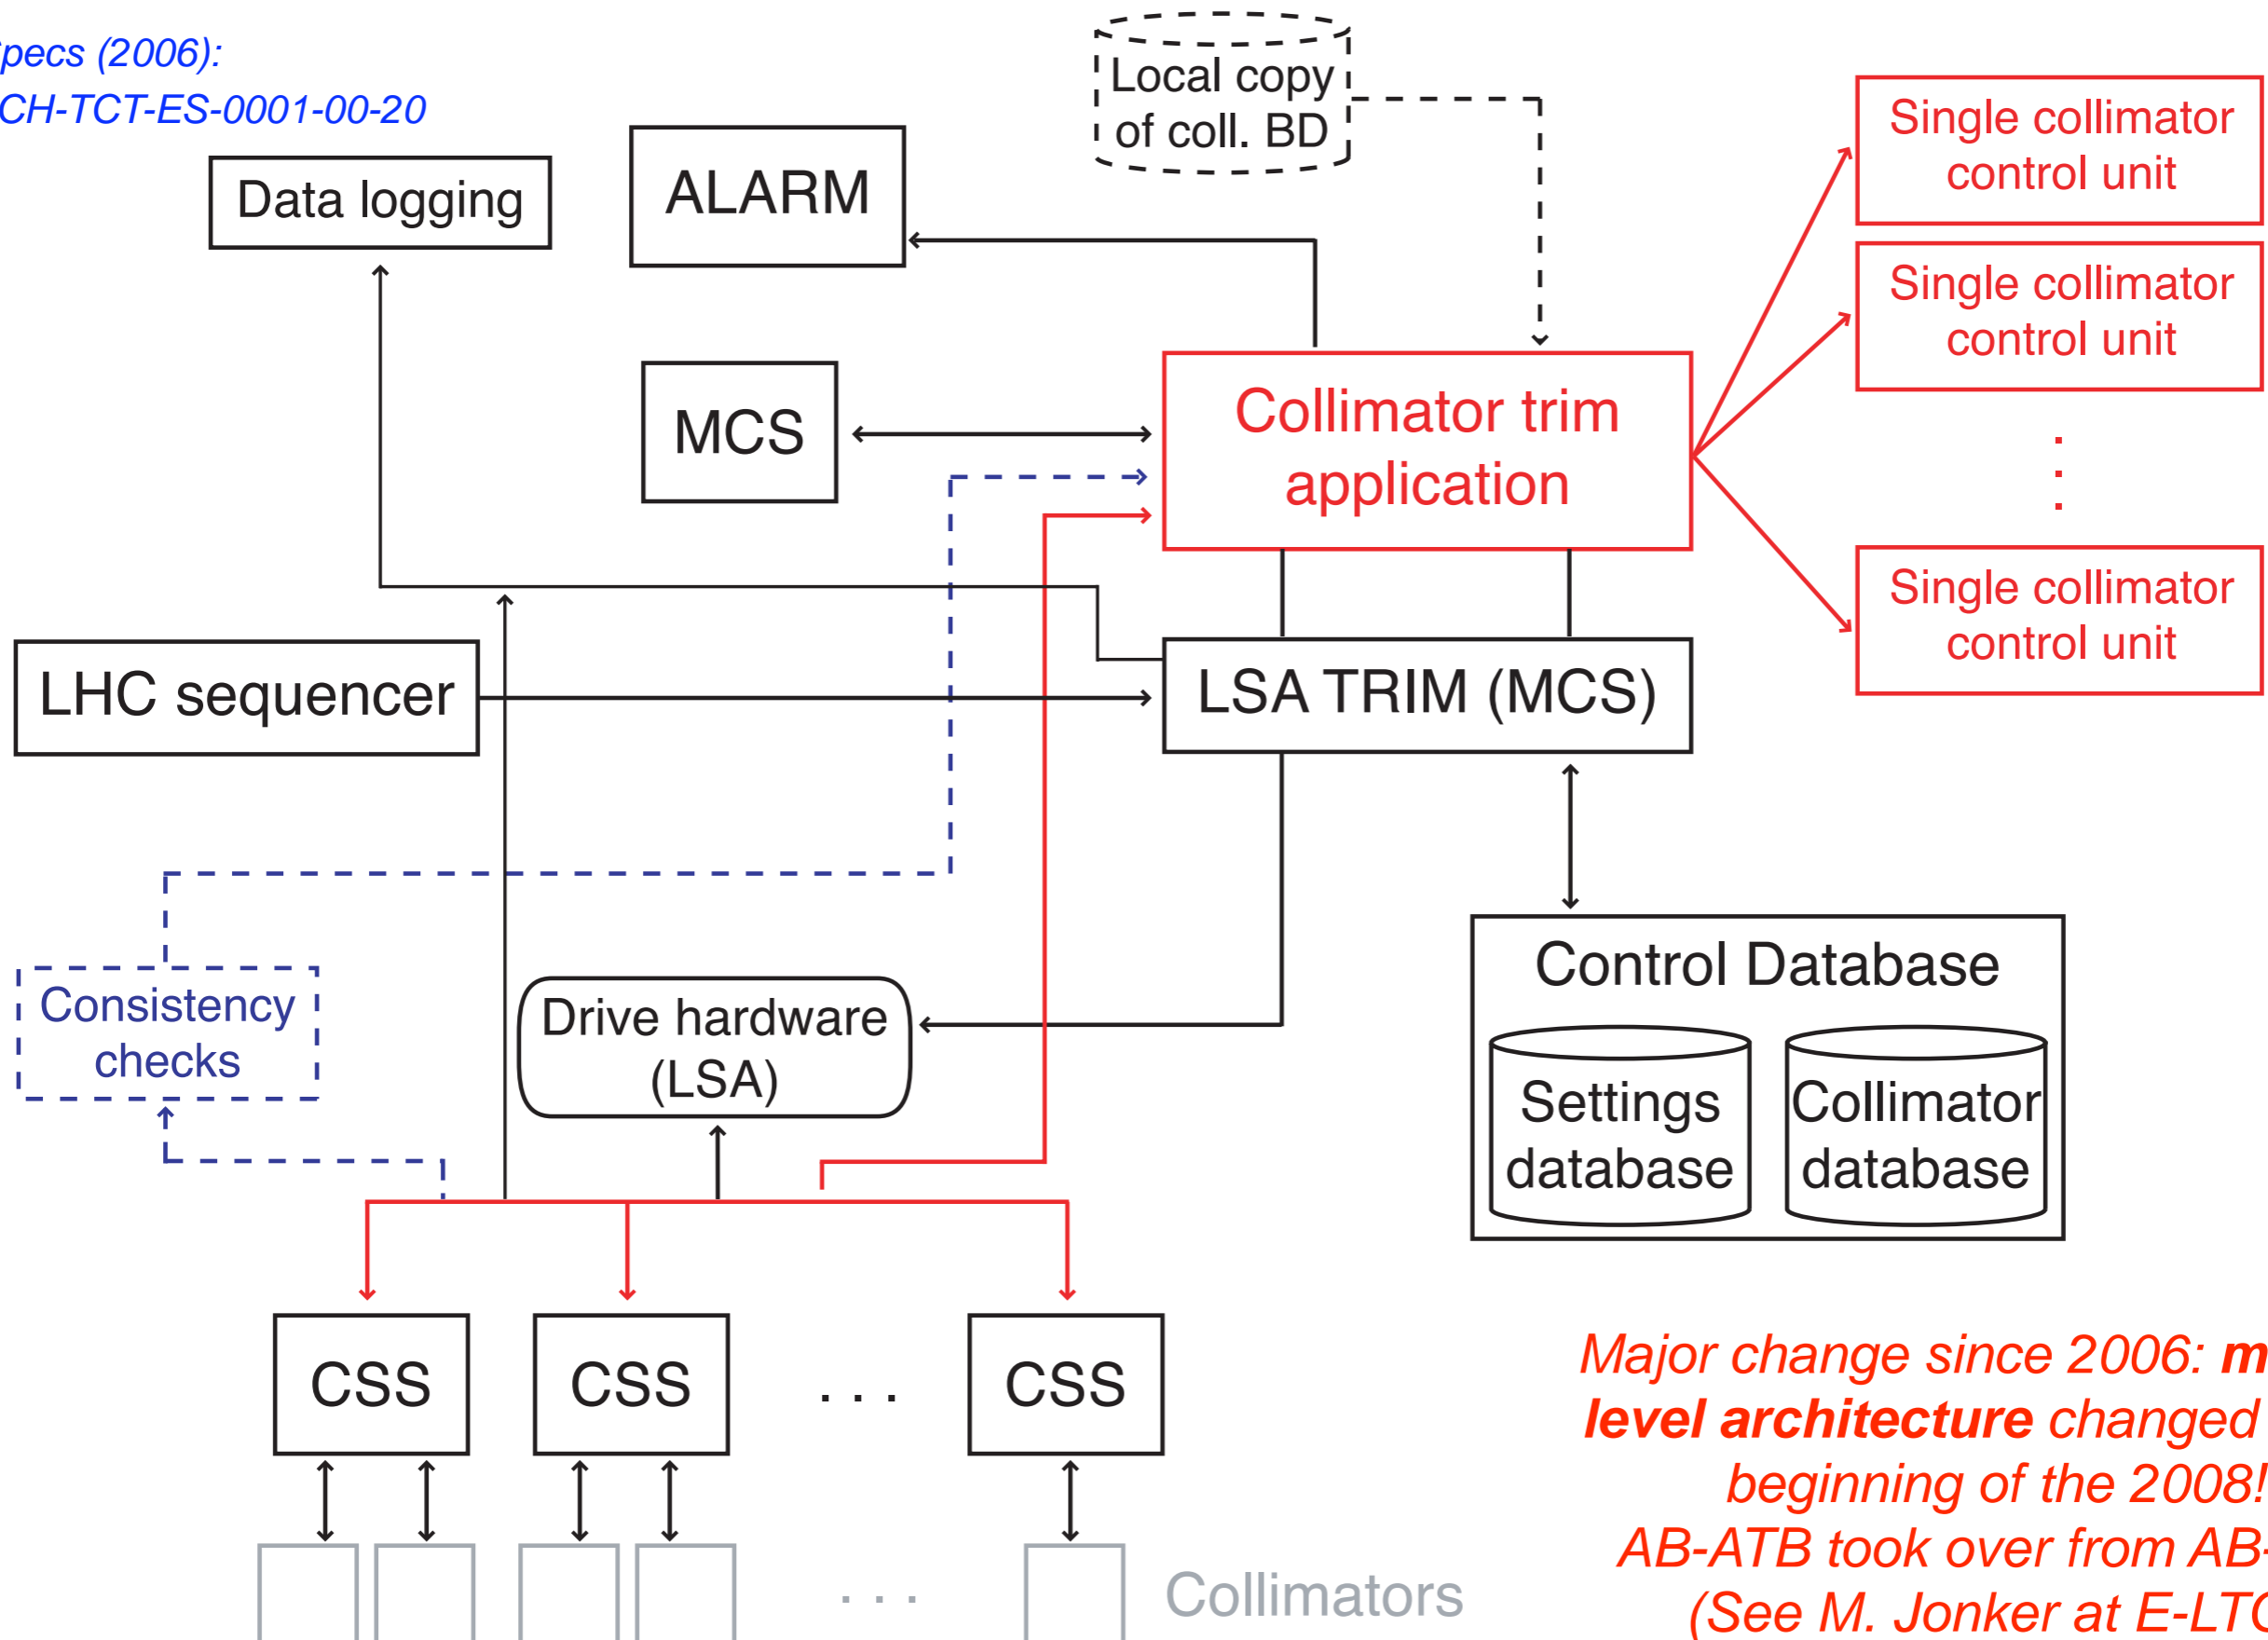 Specs (2006):
CH-TCT-ES-0001-00-20
Local copy
of coll. BD
Data logging
ALARM
Single collimator
control unit
Single collimator
control unit
.
.
.
Single collimator
control unit
MCS
Collimator trim
application
LHC sequencer
LSA TRIM (MCS)
Consistency
checks
Drive hardware
(LSA)
Control Database
Settings
database
Collimator
database
CSS
CSS
. . .
CSS
. . .
Collimators
Major change since 2006:
level architecture changed
beginning of the 2008!
AB-ATB took over from AB-
(See M. Jonker at E-LTC